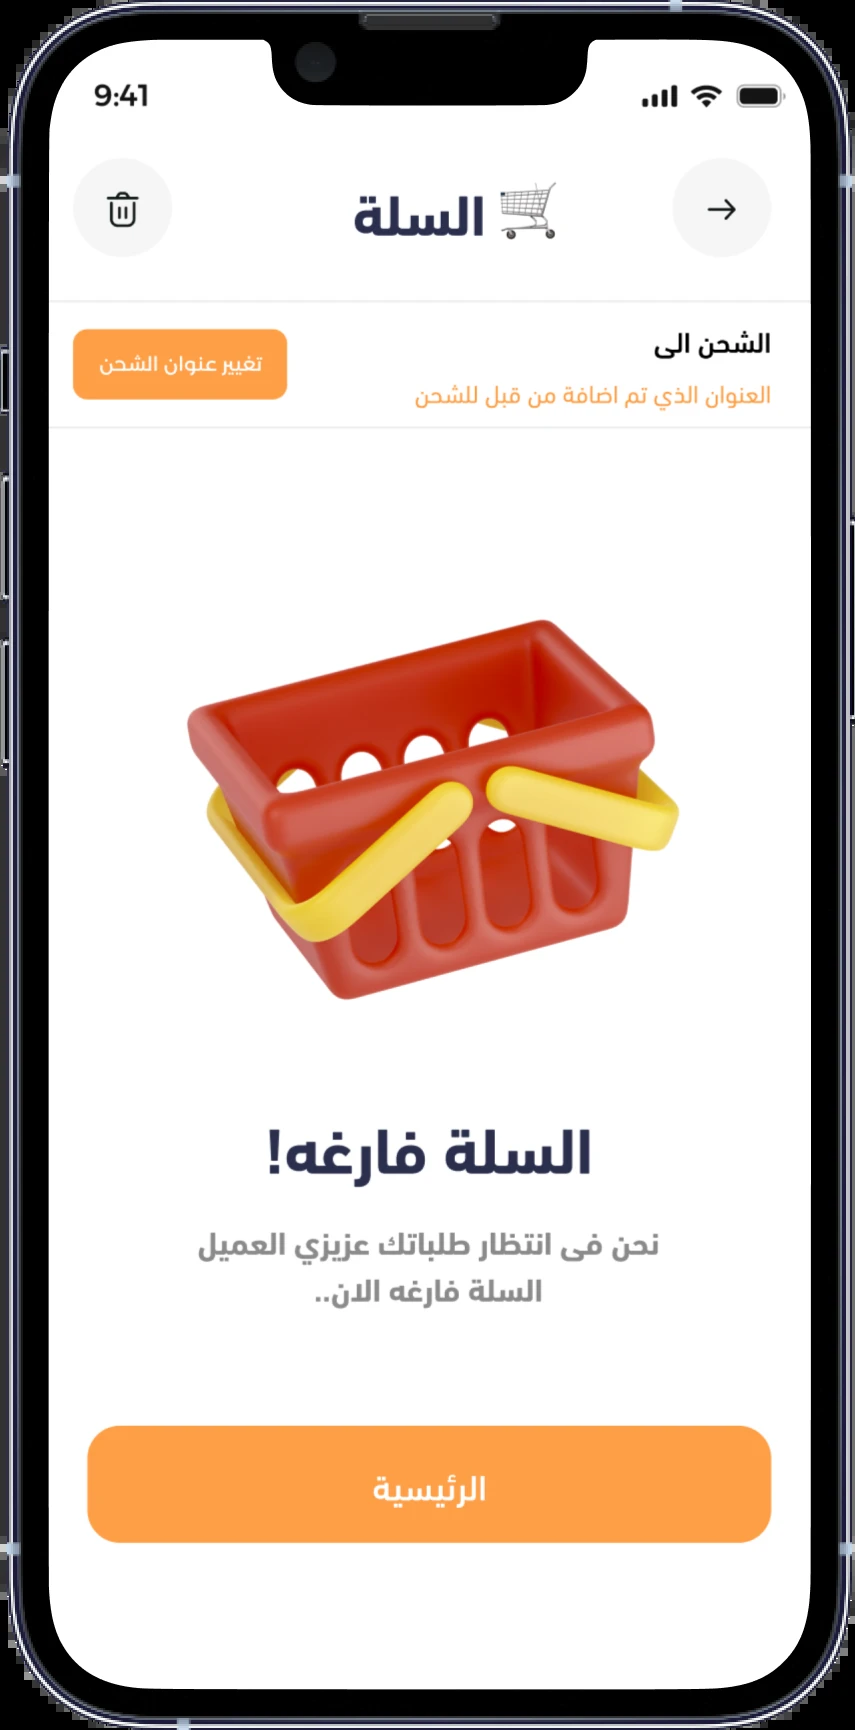 9:41
السلة
الشحن الى
العنوان الذي تم اضافة من قبل للشحن
تغيير عنوان الشحن
السلة فارغه!
نحن فى انتظار طلباتك عزيزي العميل
السلة فارغه الان..
الرئيسية